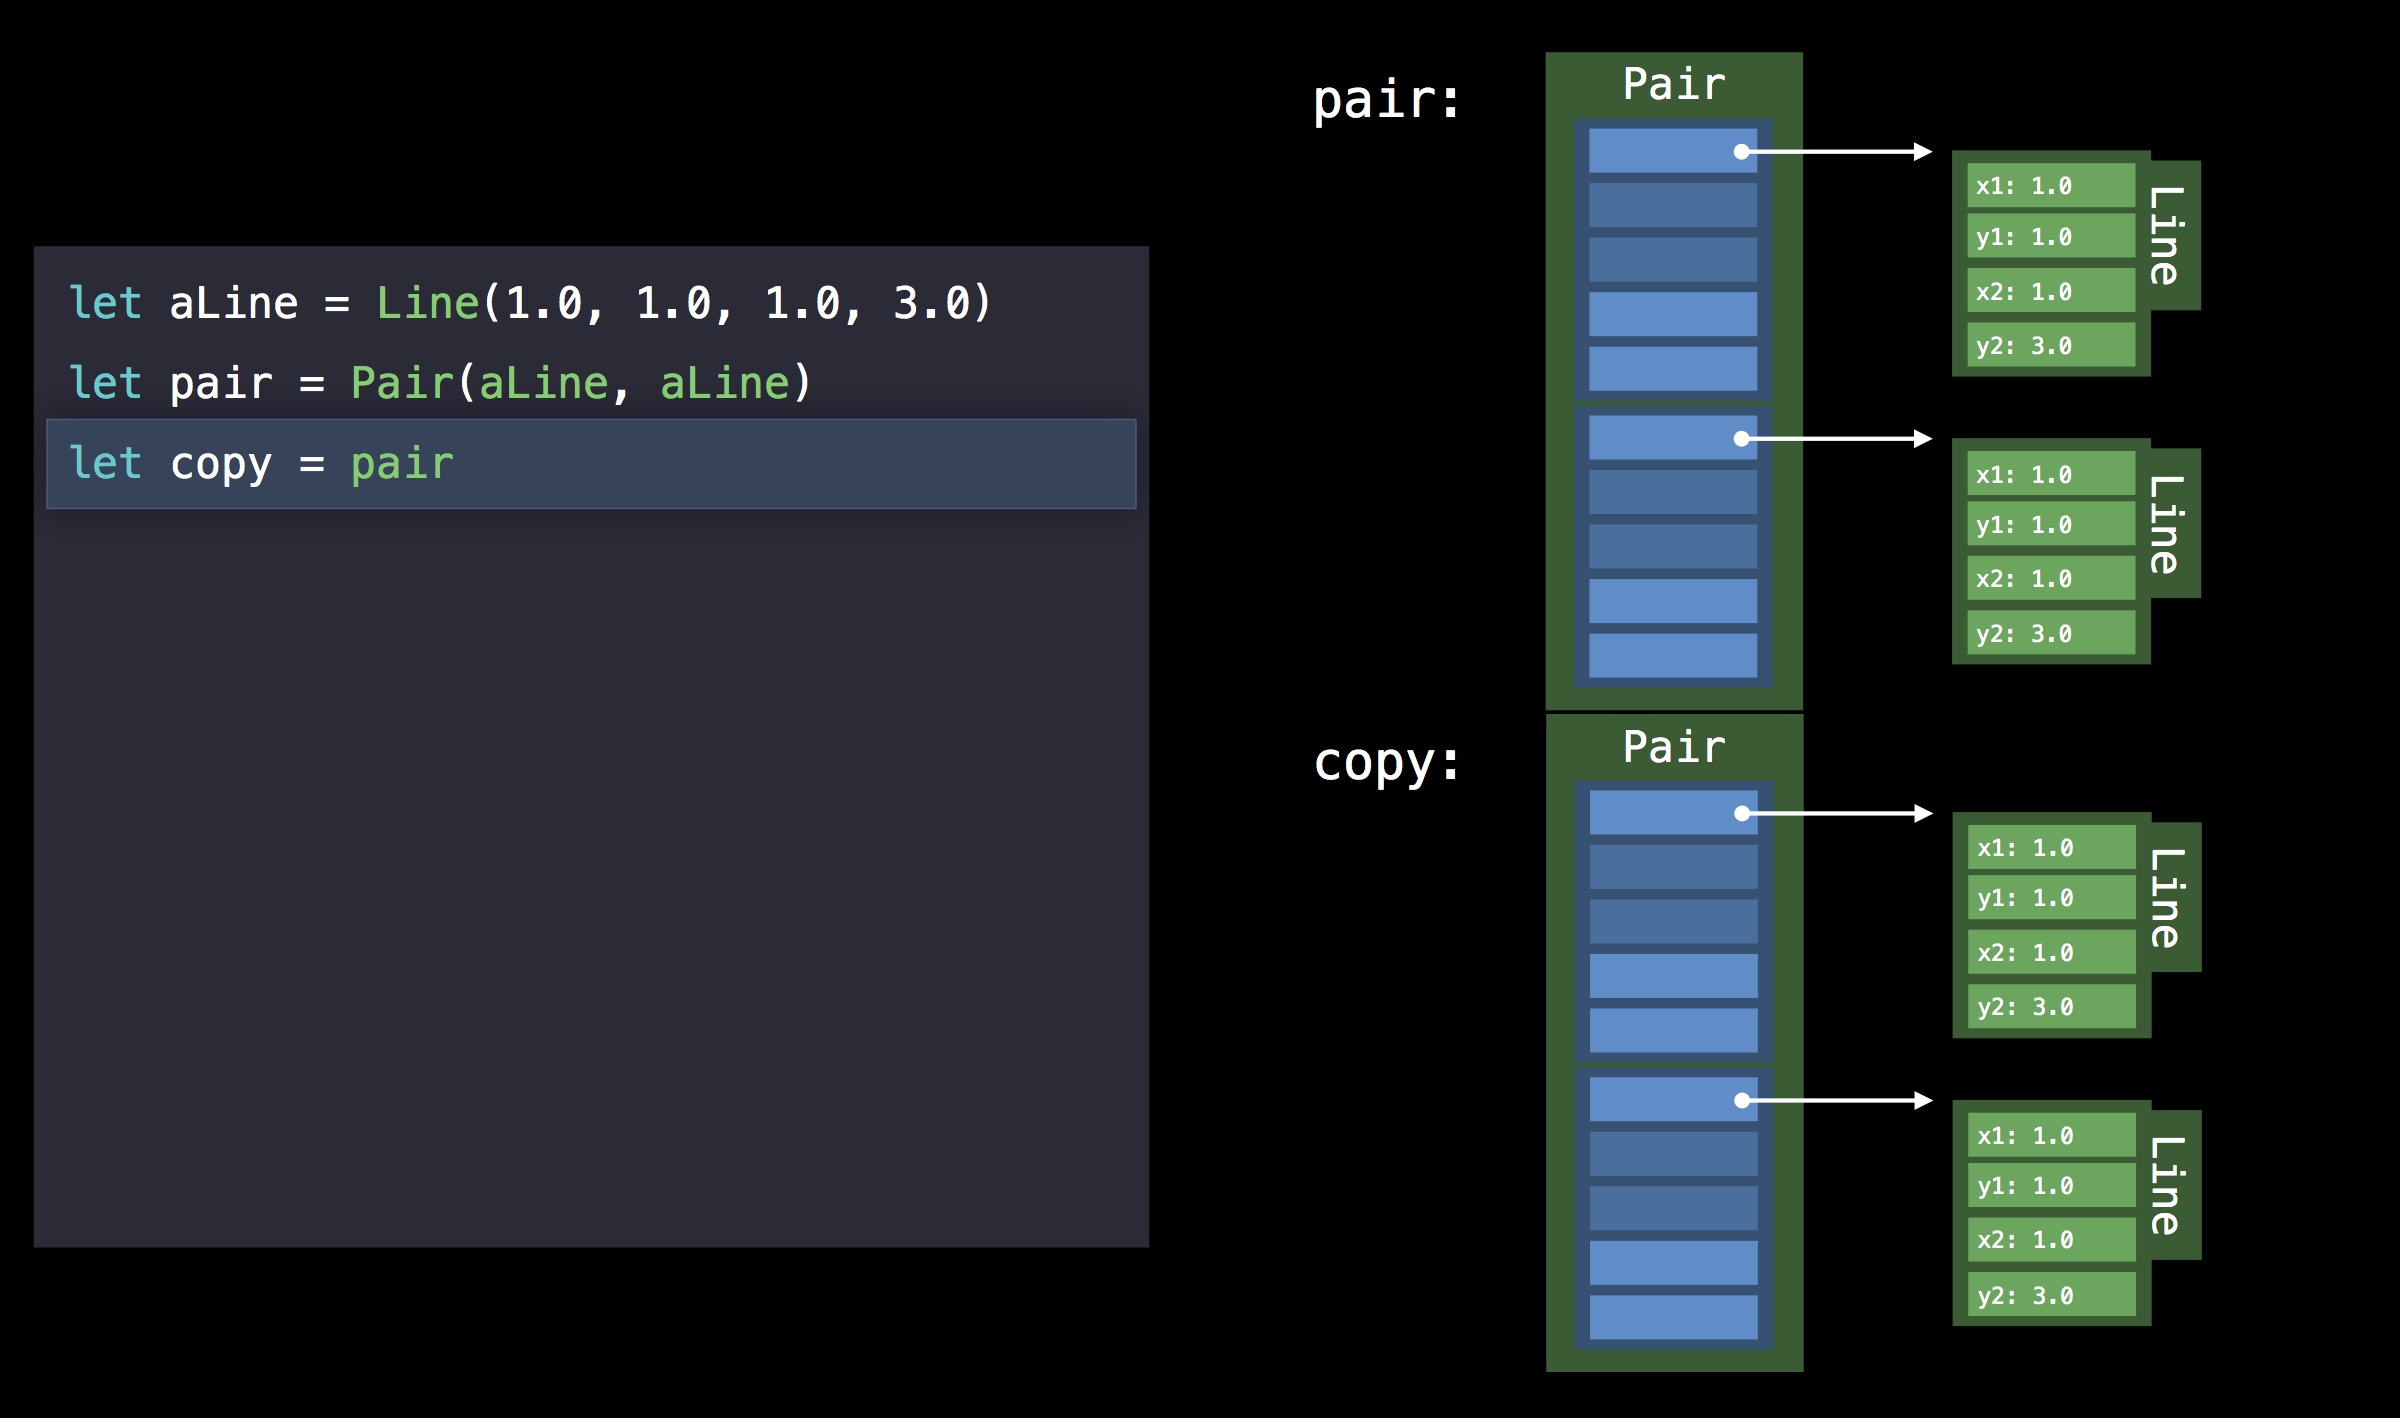 let aLine = Line(1.0, 1.0, 1.0, 3.0)
let pair = Pair(aLine, aLine)
let copy = pair
pair:
Pair
x1: 1.0
y1: 1.0
x2: 1.0
y2: 3.0
Line
x1: 1.0
y1: 1.0
x2: 1.0
y2: 3.0
Line
copy:
Pair
x1: 1.0
y1: 1.0
x2: 1.0
y2: 3.0
Line
x1: 1.0
y1: 1.0
x2: 1.0
y2: 3.0
Line